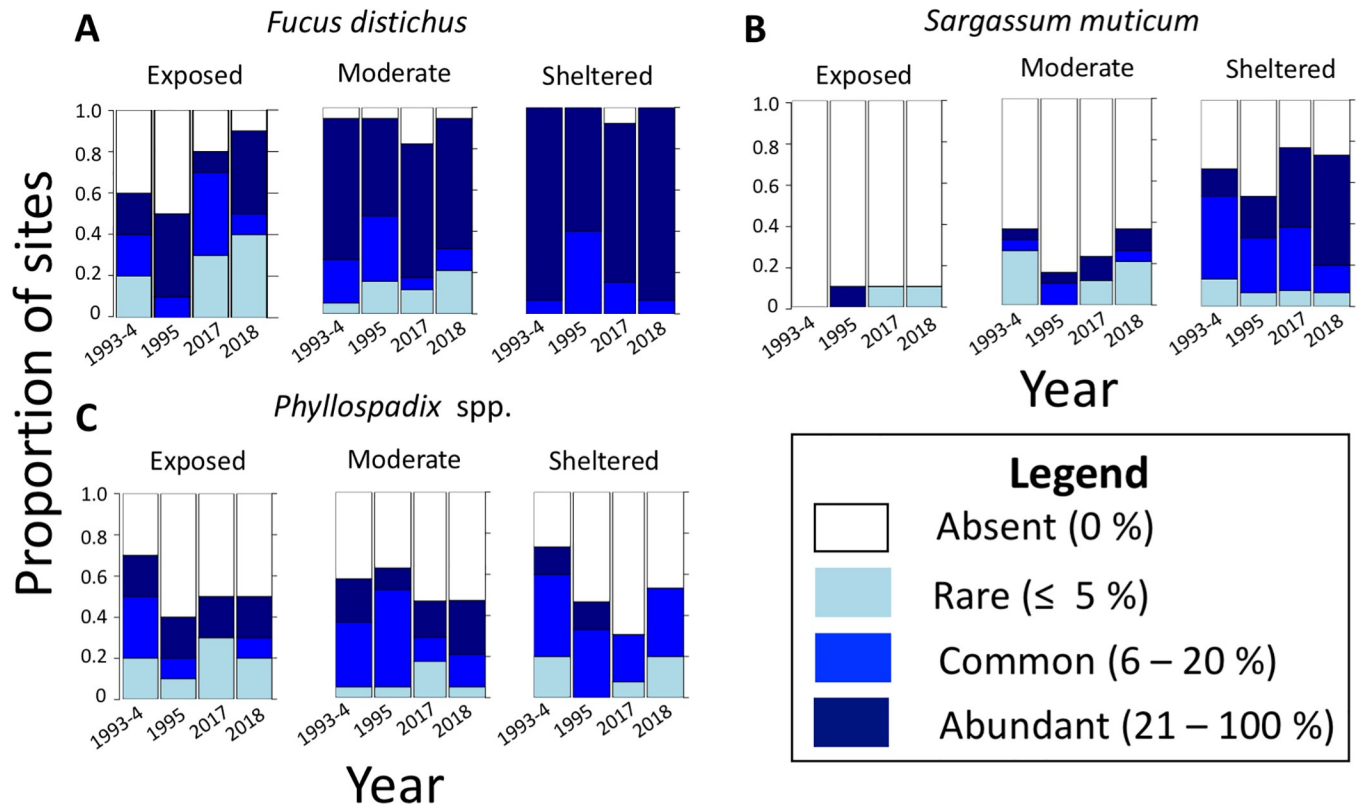 A
Fucus distichus
Exposed
Moderate
Sheltered
1.0
0.8
0.6
0.4
0.2
0
1993-4
1995
2017
2018
1993-4
1995
2017
2018
1993-4
1995
2017
2018
B
Sargassum muticum
Exposed
Moderate
Sheltered
1.0
0.8
0.6
0.4
0.2
0
1993-4
1995
2017
2018
1993-4
1995
2017
2018
1993-4
1995
2017
2018
Year
Proportion of sites
C
Phyllospadix spp.
Exposed
Moderate
Sheltered
1.0
0.8
0.6
0.4
0.2
0
1993-4
1995
2017
2018
1993-4
1995
2017
2018
1993-4
1995
2017
2018
Year
Legend
Absent (0 %)
Rare (≤ 5 %)
Common (6 – 20 %)
Abundant (21 – 100 %)